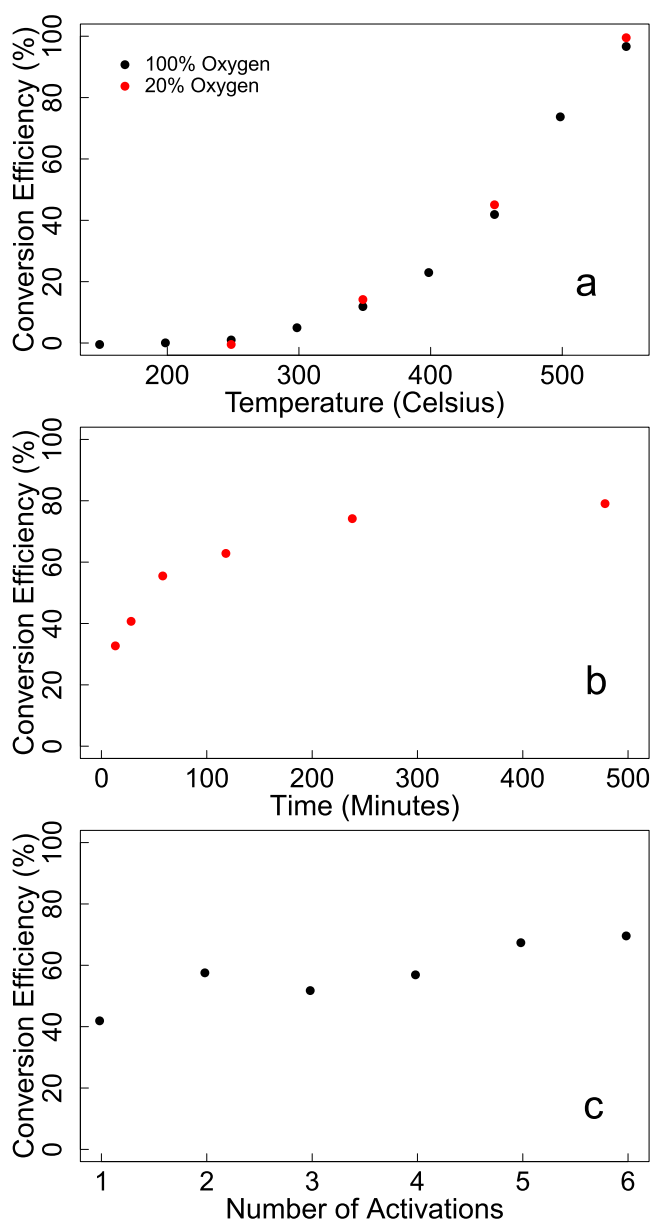 Conversion Efficiency (%)
0 20 40 60 80 100
100% Oxygen
20% Oxygen
a
200 300 400 500
Temperature (Celsius)
Conversion Efficiency (%)
0 20 40 60 80 100
b
0 100 200 300 400 500
Time (Minutes)
Conversion Efficiency (%)
0 20 40 60 80 100
c
1 2 3 4 5 6
Number of Activations